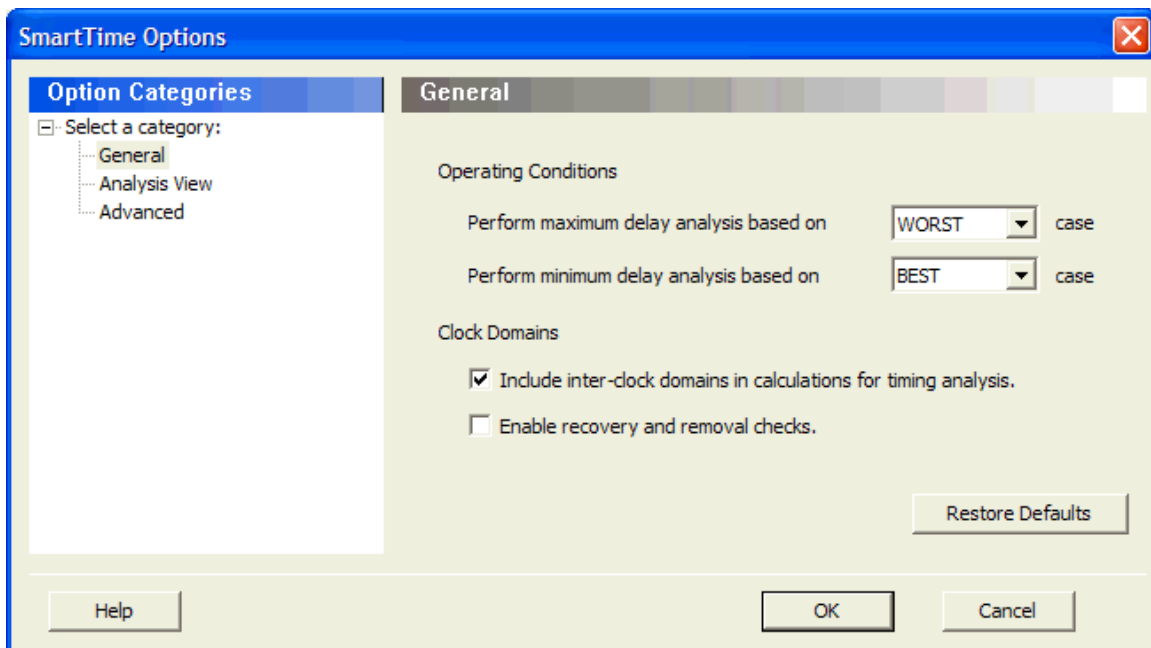 SmartTime Options
Option Categories
Select a category:
General
Analysis View
Advanced
General
Operating Conditions
Perform maximum delay analysis based on WORST case
Perform minimum delay analysis based on BEST case
Clock Domains
Include inter-clock domains in calculations for timing analysis.
Enable recovery and removal checks.
Restore Defaults
Help OK Cancel